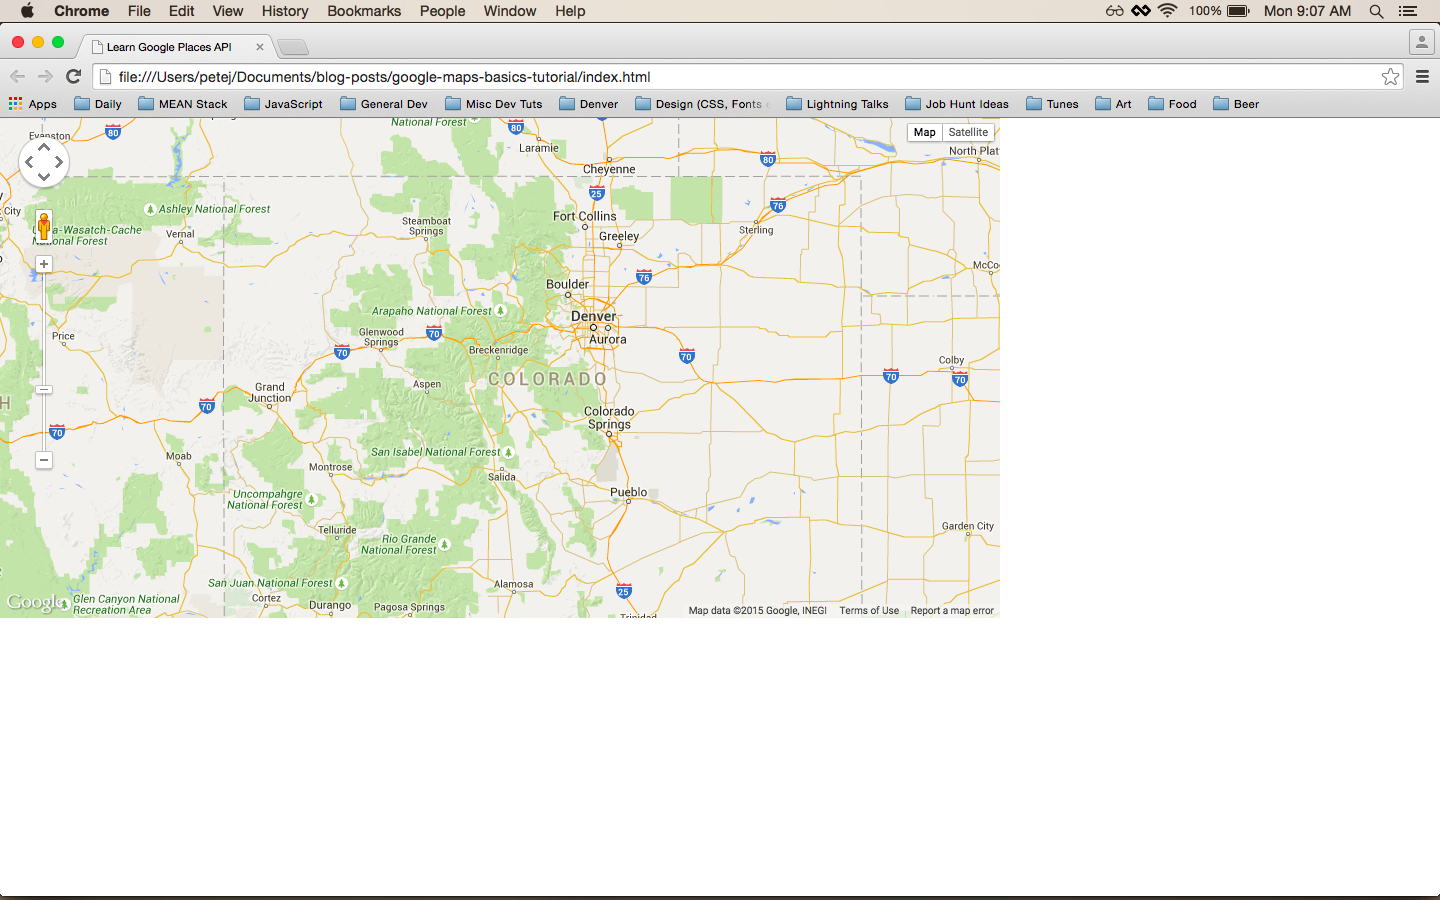 Chrome File Edit View History Bookmarks People Window Help 100% Mon 9:07 AM
Learn Google Places API
file:///Users/petej/Documents/blog-posts/google-maps-basics-tutorial/index.html
Apps Daily MEAN Stack JavaScript General Dev Misc Dev Tuts Denver Design (CSS, Fonts Lightning Talks Job Hunt Ideas Tunes Art Food Beer
National Forest
80
Map Satellite
Evanston
80
Laramie
North Platt
80
Cheyenne
25
City
Ashley National Forest
76
Fort Collins
Steamboat
Springs
Sterling
Vernal
Greeley
National Forest
McCo
76
Boulder
Arapaho National Forest
Denver
Price
Glenwood
Springs
70
Aurora
Breckenridge
70
70
Colby
70
70
COLORADO
Aspen
Grand
Junction
H
70
Colorado
Springs
70
Moab
San Isabel National Forest
Montrose
Salida
Uncompahgre
National Forest
Pueblo
Telluride
Garden City
Rio Grande
National Forest
San Juan National Forest
Alamosa
25
Google
Glen Canyon National
Recreation Area
Cortez
Durango
Pagosa Springs
Trinidad
Map data ©2015 Google, INEGI Terms of Use Report a map error